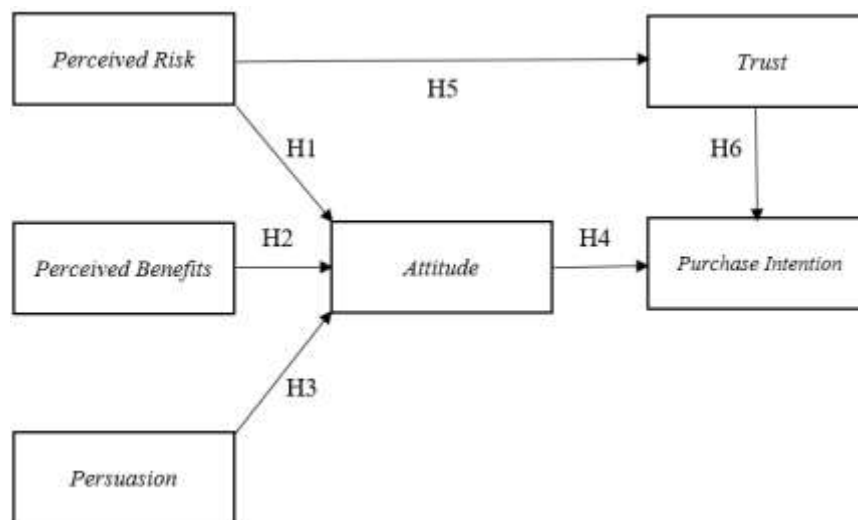 Perceived Risk
Trust
H5
H1
H6
H2
H4
Perceived Benefits
Attitude
Purchase Intention
H3
Persuasion